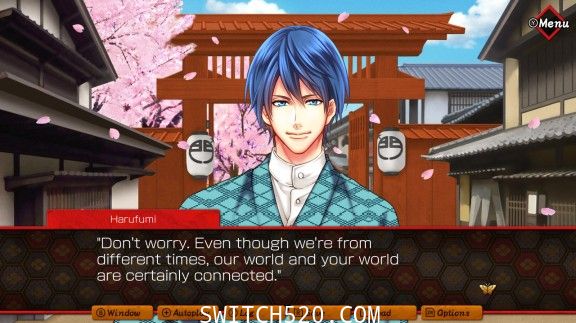 Menu
Harufumi
"Don't worry. Even though we're from
different times, our world and your world
are certainly connected."
Window
Options
SWITCH520.COM